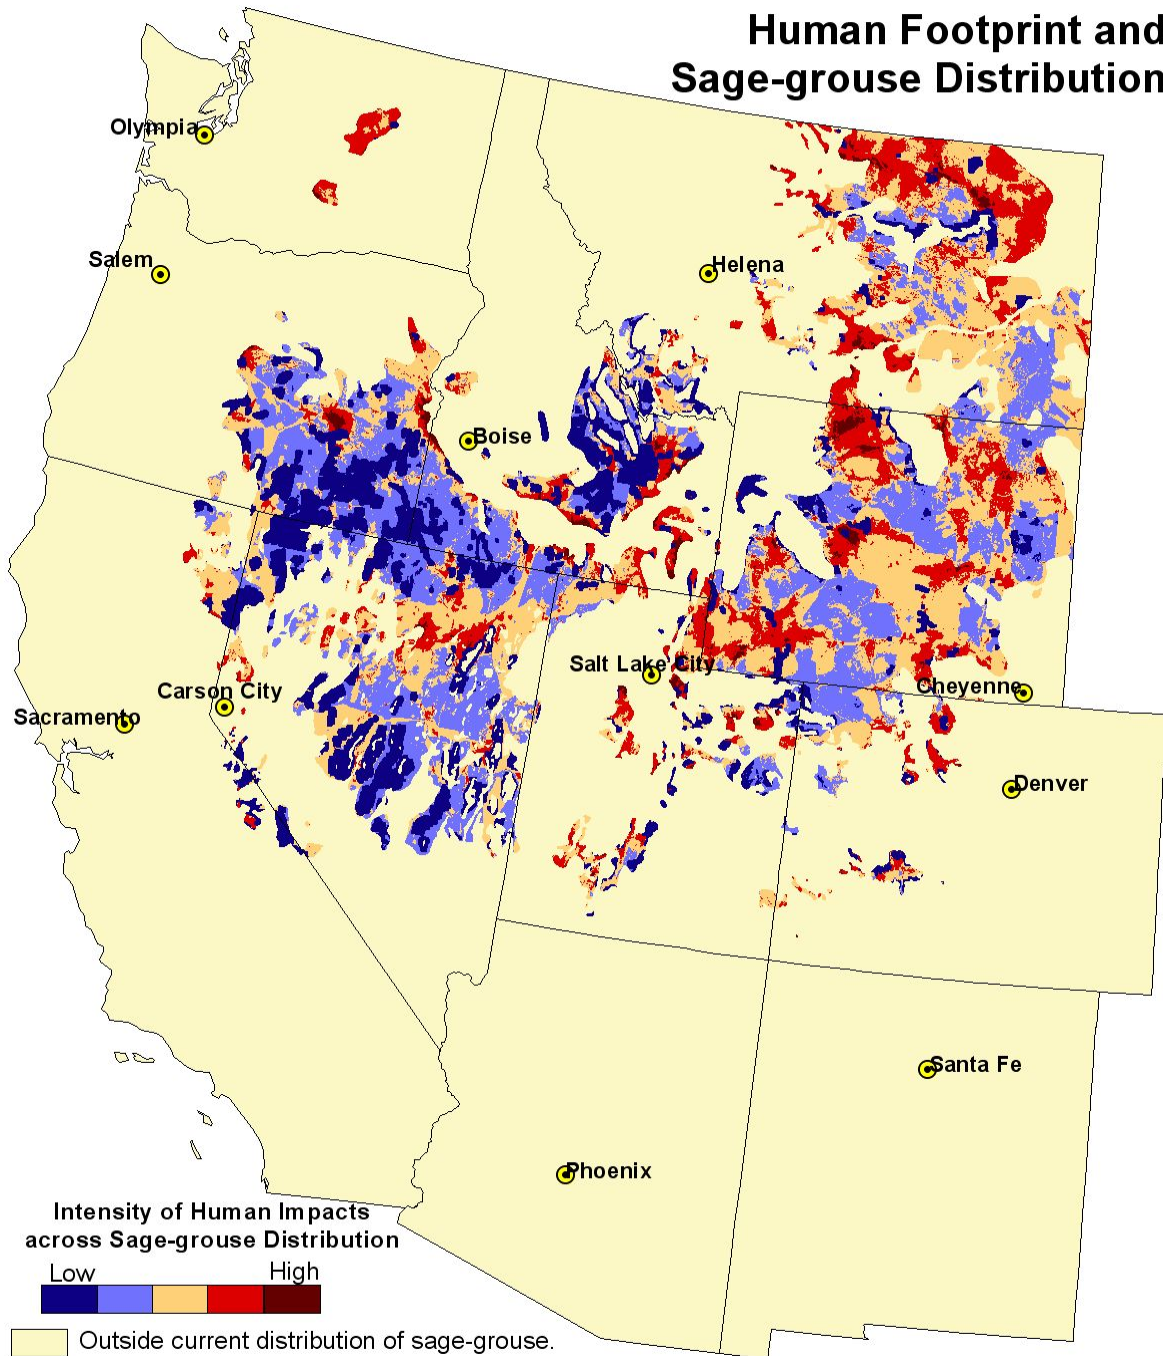 Human Footprint and
Sage-grouse Distribution
Olympia
Salem
Helena
Boise
Salt Lake City
Carson City
Cheyenne
Sacramento
Denver
Santa Fe
Phoenix
Intensity of Human Impacts
across Sage-grouse Distribution
Low High
Outside current distribution of sage-grouse.